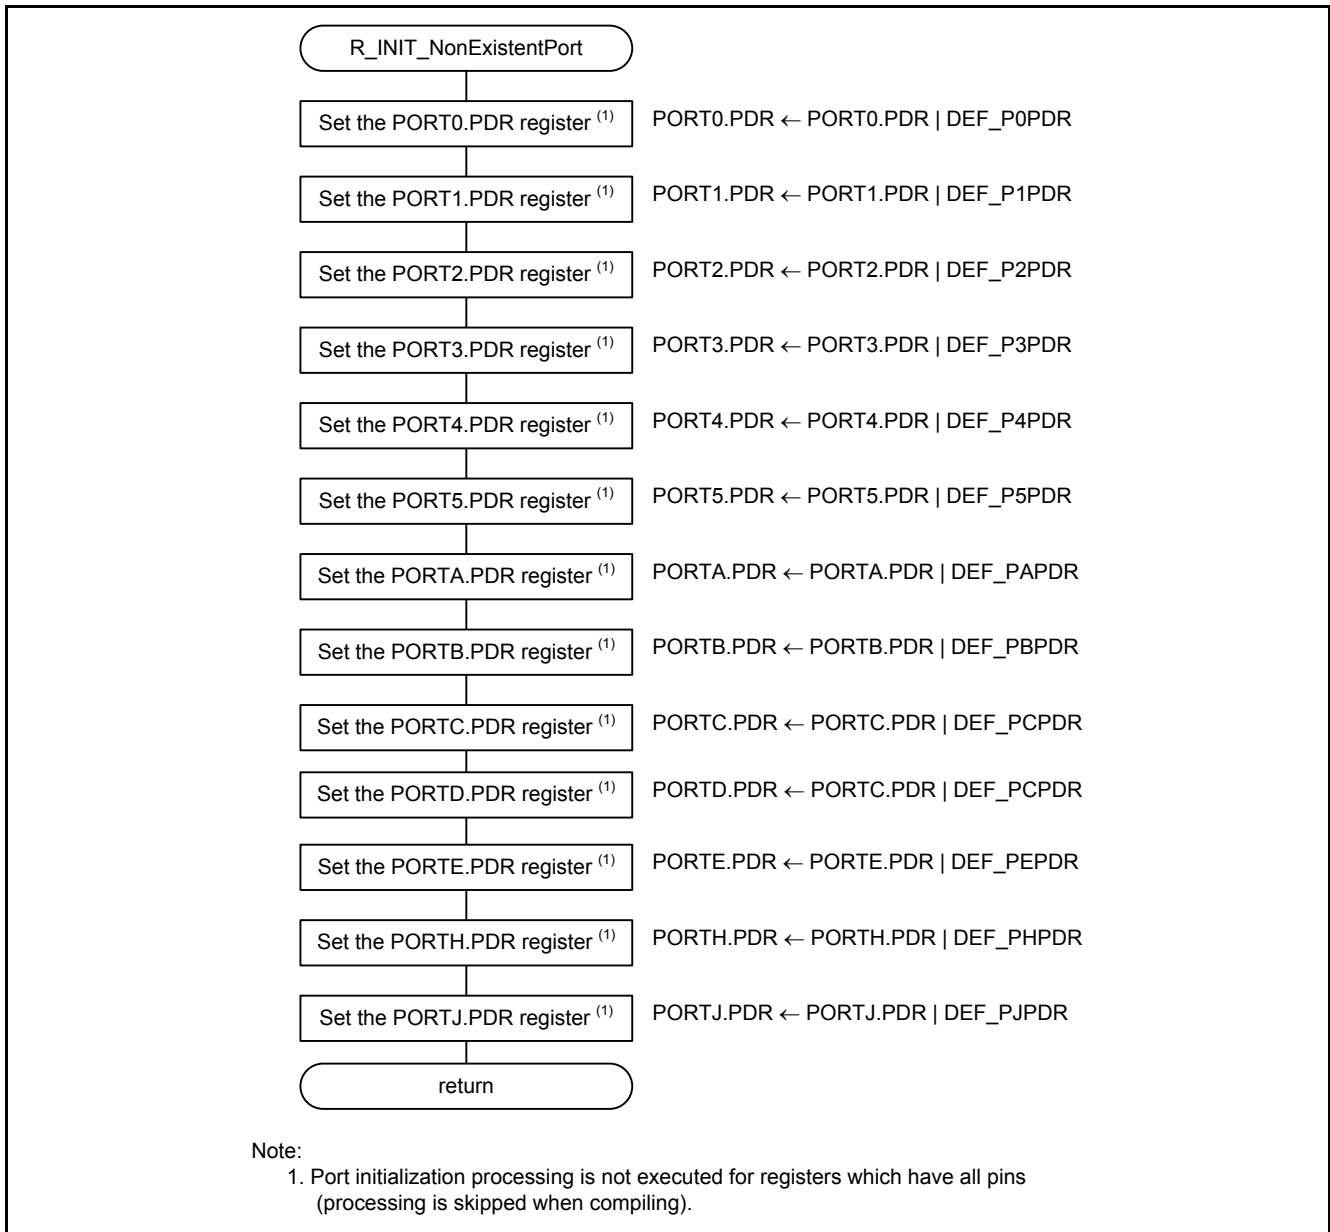 R_INIT_NonExistentPort
Set the PORT0.PDR register (1) PORT0.PDR ← PORT0.PDR | DEF_P0PDR
Set the PORT1.PDR register (1) PORT1.PDR ← PORT1.PDR | DEF_P1PDR
Set the PORT2.PDR register (1) PORT2.PDR ← PORT2.PDR | DEF_P2PDR
Set the PORT3.PDR register (1) PORT3.PDR ← PORT3.PDR | DEF_P3PDR
Set the PORT4.PDR register (1) PORT4.PDR ← PORT4.PDR | DEF_P4PDR
Set the PORT5.PDR register (1) PORT5.PDR ← PORT5.PDR | DEF_P5PDR
Set the PORTA.PDR register (1) PORTA.PDR ← PORTA.PDR | DEF_PAPDR
Set the PORTB.PDR register (1) PORTB.PDR ← PORTB.PDR | DEF_PBPDR
Set the PORTC.PDR register (1) PORTC.PDR ← PORTC.PDR | DEF_PCPDR
Set the PORTD.PDR register (1) PORTD.PDR ← PORTC.PDR | DEF_PCPDR
Set the PORTE.PDR register (1) PORTE.PDR ← PORTE.PDR | DEF_PEPDR
Set the PORTH.PDR register (1) PORTH.PDR ← PORTH.PDR | DEF_PHPDR
Set the PORTJ.PDR register (1) PORTJ.PDR ← PORTJ.PDR | DEF_PJPDR
return
Note:
1. Port initialization processing is not executed for registers which have all pins
(processing is skipped when compiling).